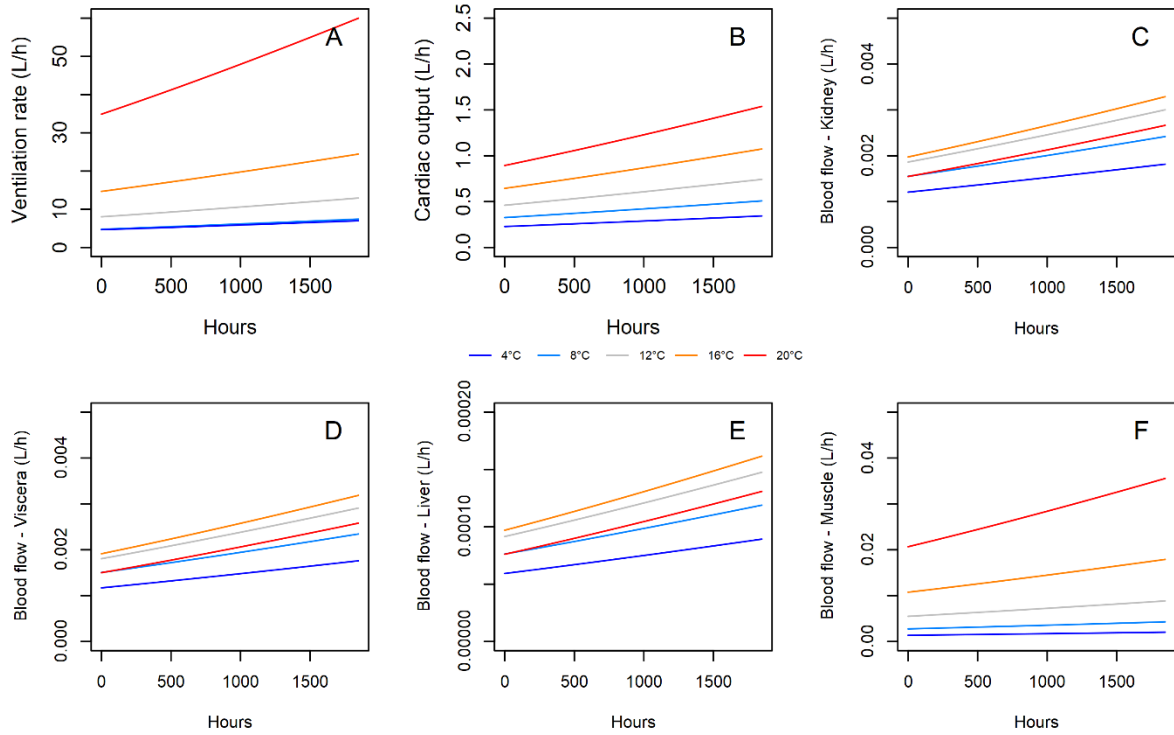 A
Ventilation rate (L/h)
0
10
30
50
0
500
1000
1500
Hours
B
Cardiac output (L/h)
0.0
0.5
1.0
1.5
2.0
2.5
0
500
1000
1500
Hours
C
Blood flow - Kidney (L/h)
0.000
0.002
0.004
0
500
1000
1500
Hours
4°C
8°C
12°C
16°C
20°C
D
Blood flow - Viscera (L/h)
0.000
0.002
0.004
0
500
1000
1500
Hours
E
Blood flow - Liver (L/h)
0.00000
0.00010
0.00020
0
500
1000
1500
Hours
F
Blood flow - Muscle (L/h)
0.00
0.02
0.04
0
500
1000
1500
Hours